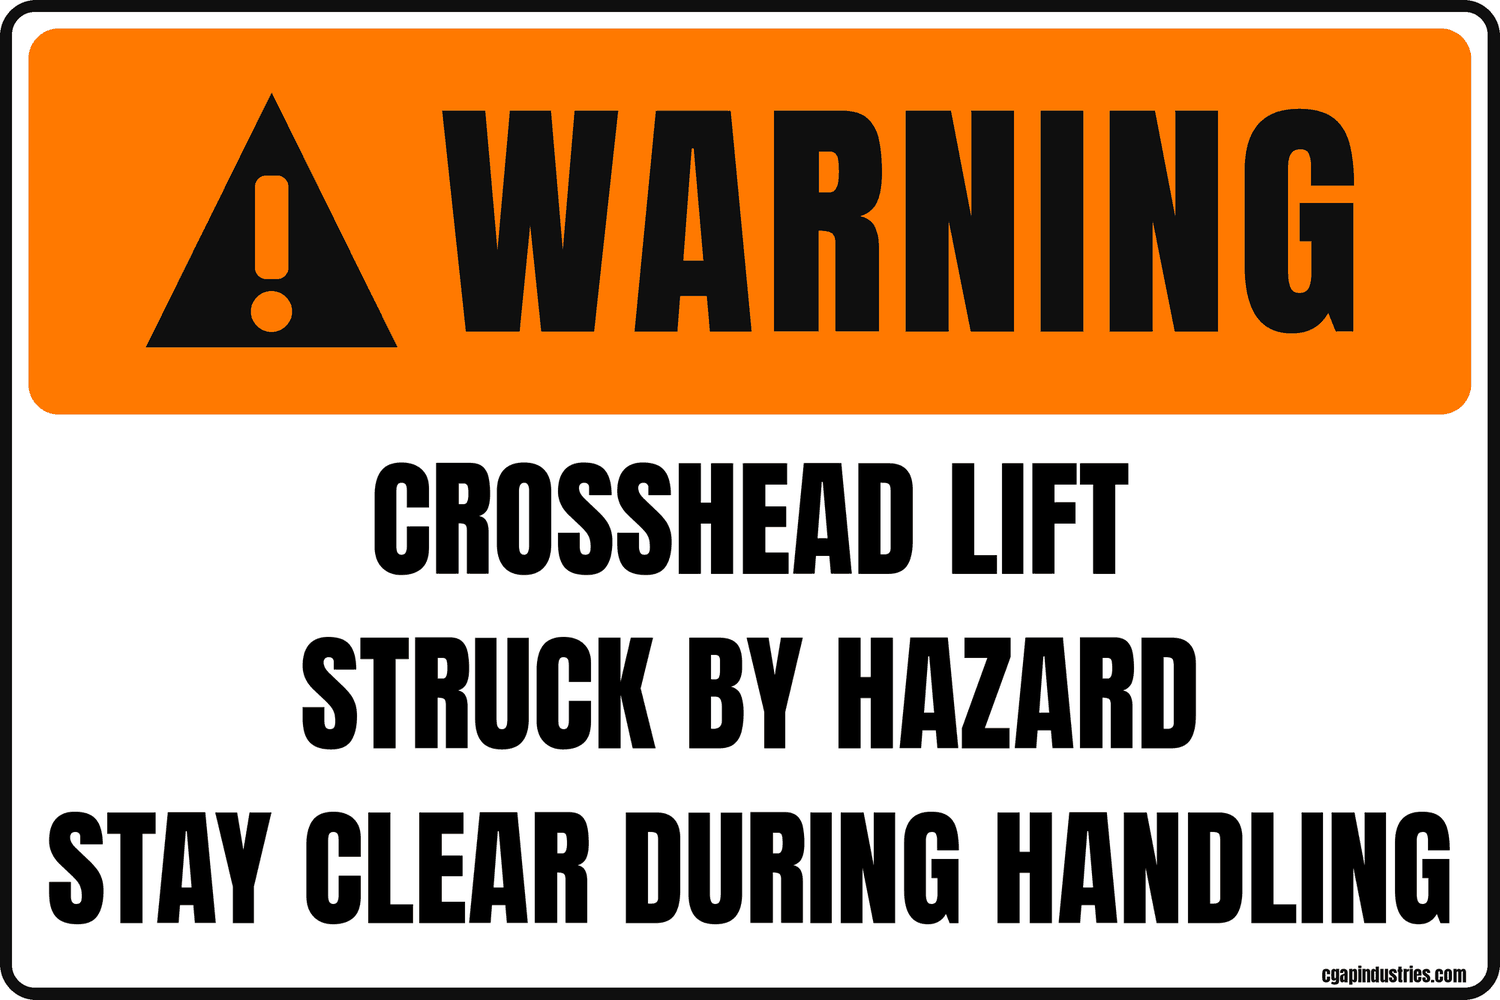 WARNING
CROSSHEAD LIFT
STRUCK BY HAZARD
STAY CLEAR DURING HANDLING
cgapindustries.com